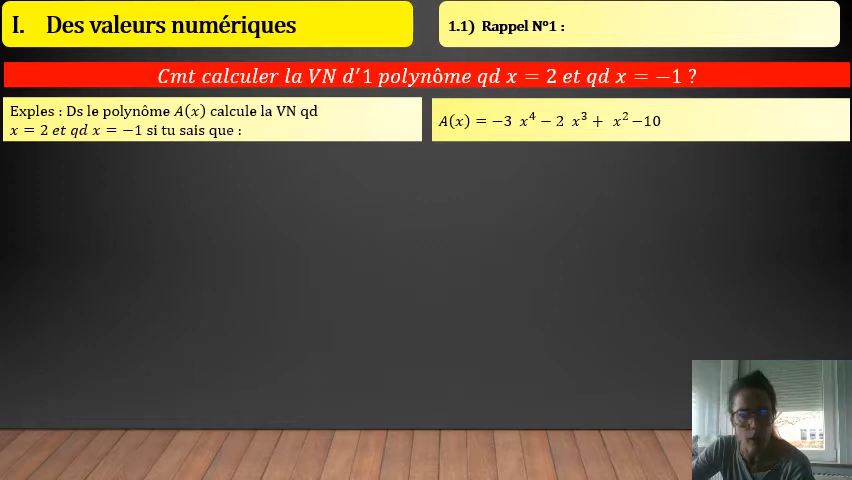 I. Des valeurs numériques
1.1) Rappel N°1 :
Cmt calculer la VN d'1 polynôme qd x = 2 et qd x = −1 ?
Exples : Ds le polynôme A(x) calcule la VN qd
x = 2 et qd x = −1 si tu sais que :
A(x) = −3 x⁴ − 2 x³ + x² −10